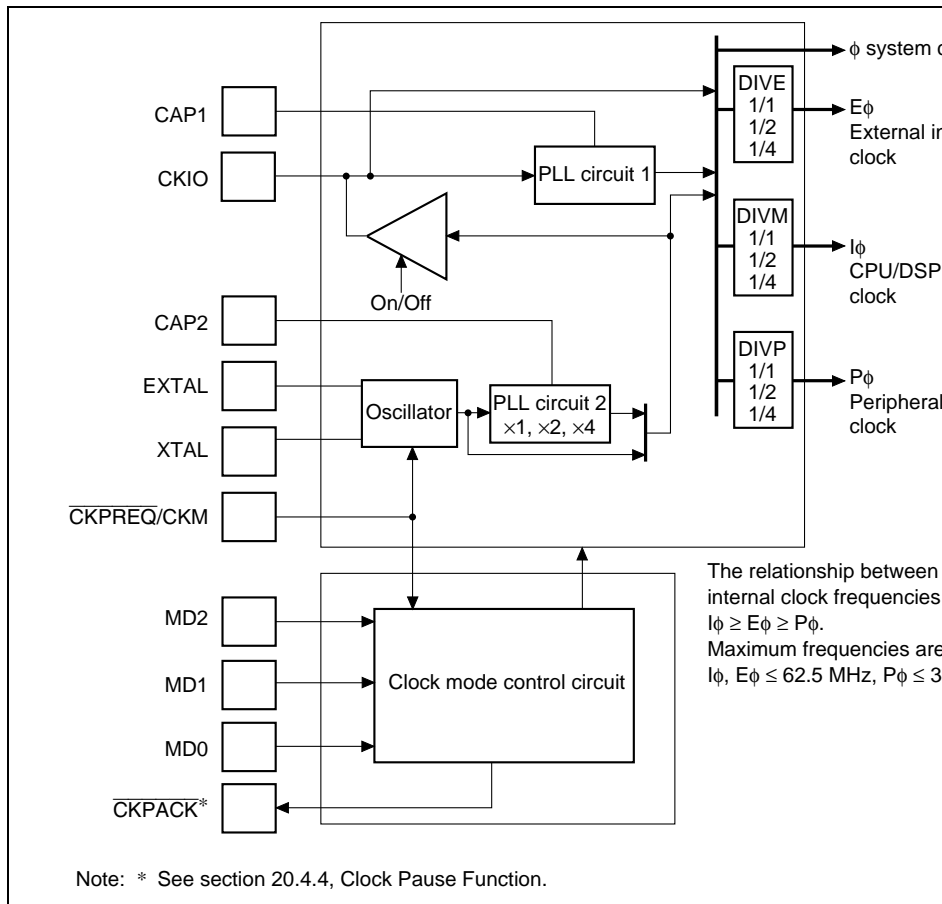 CAP1
CKIO
CAP2
EXTAL
XTAL
CKPREQ/CKM
MD2
MD1
MD0
CKPACK*
PLL circuit 1
On/Off
Oscillator
PLL circuit 2
×1, ×2, ×4
Clock mode control circuit
DIVE
1/1
1/2
1/4
DIVM
1/1
1/2
1/4
DIVP
1/1
1/2
1/4
ϕ system
Eϕ
External
clock
Iϕ
CPU/DSP
clock
Pϕ
Peripheral
clock
The relationship between
internal clock frequencies
Iϕ ≥ Eϕ ≥ Pϕ.
Maximum frequencies are
Iϕ, Eϕ ≤ 62.5 MHz, Pϕ ≤ 3
Note: * See section 20.4.4, Clock Pause Function.